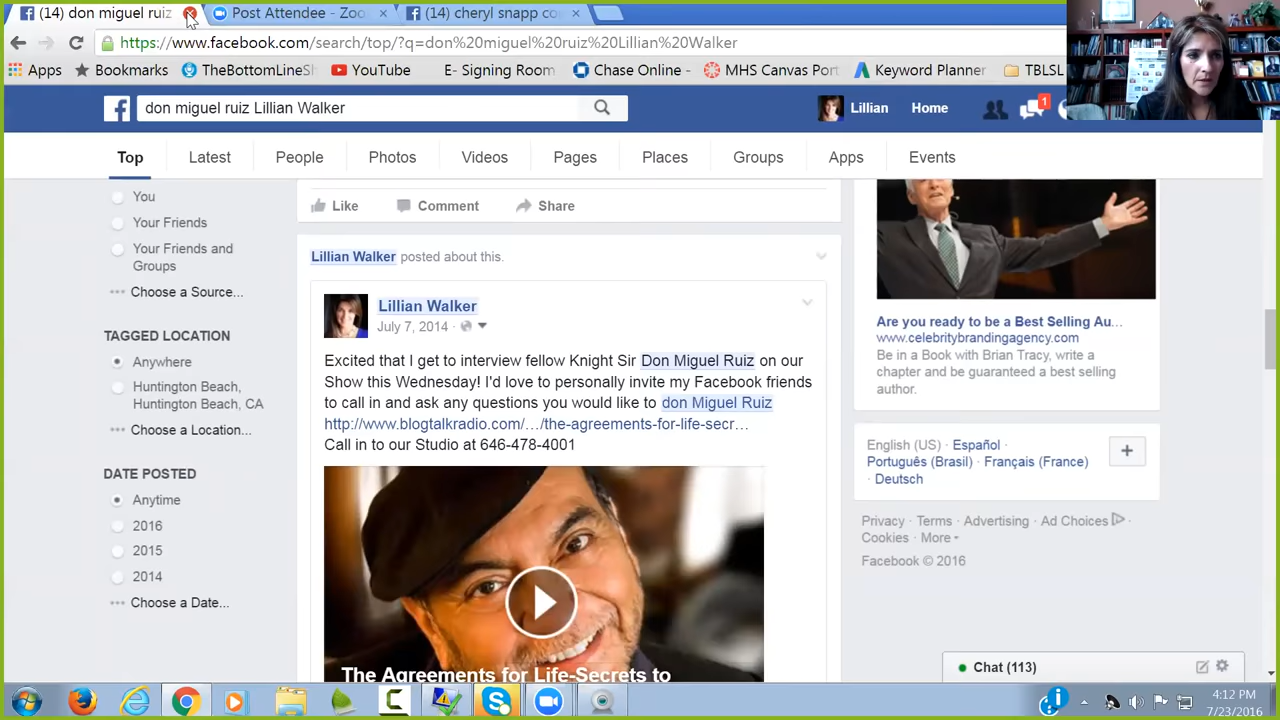 (14) don miguel ruiz
Post Attendee - Zoo
(14) cheryl snapp co
https://www.facebook.com/search/top/?q=don%20miguel%20ruiz%20Lillian%20Walker
Apps
Bookmarks
TheBottomLineSh
YouTube
Signing Room
Chase Online -
MHS Canvas Port
Keyword Planner
TBLSL
don miguel ruiz Lillian Walker
Lillian
Home
1
Top
Latest
People
Photos
Videos
Pages
Places
Groups
Apps
Events
You
Your Friends
Your Friends and
Groups
Choose a Source...
TAGGED LOCATION
Anywhere
Huntington Beach,
Huntington Beach, CA
Choose a Location...
DATE POSTED
Anytime
2016
2015
2014
Choose a Date...
Like
Comment
Share
Lillian Walker posted about this.
Lillian Walker
July 7, 2014
Excited that I get to interview fellow Knight Sir Don Miguel Ruiz on our
Show this Wednesday! I'd love to personally invite my Facebook friends
to call in and ask any questions you would like to don Miguel Ruiz
http://www.blogtalkradio.com/…/the-agreements-for-life-secr…
Call in to our Studio at 646-478-4001
The Agreements for Life-Secrets to
Are you ready to be a Best Selling Au...
www.celebritybrandingagency.com
Be in a Book with Brian Tracy, write a
chapter and be guaranteed a best selling
author.
English (US) · Español ·
Português (Brasil) · Français (France)
· Deutsch
Privacy · Terms · Advertising · Ad Choices ·
Cookies · More
Facebook © 2016
Chat (113)
4:12 PM
7/23/2016